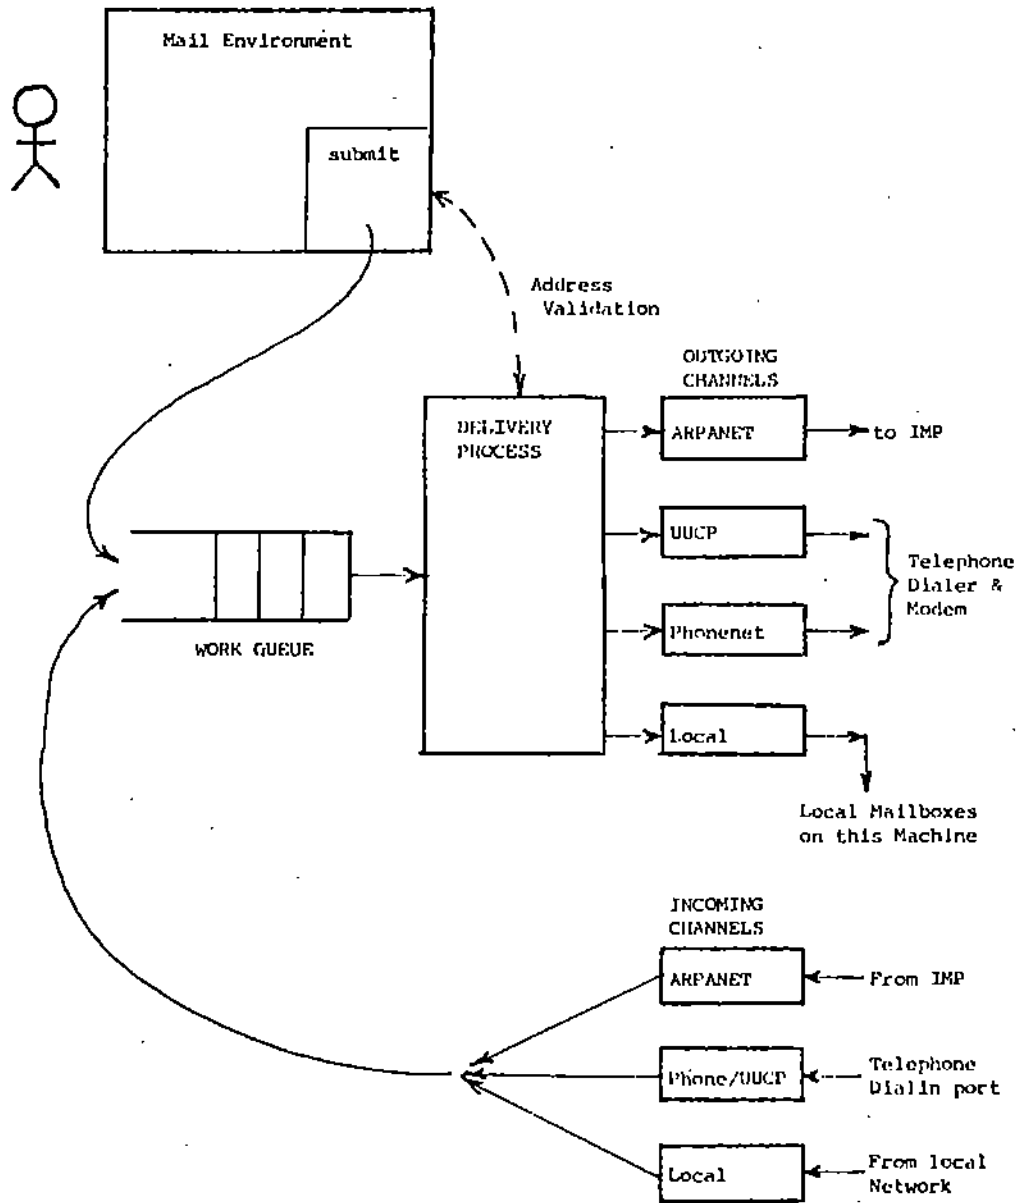 Mail Environment
submit
Address
Validation
OUTGOING
CHANNELS
DELIVERY
PROCESS
ARPANET
to IMP
UUCP
Telephone
Dialer &
Modem
Phonenet
WORK QUEUE
Local
Local Mailboxes
on this Machine
INCOMING
CHANNELS
ARPANET
From IMP
Phone/UUCP
Telephone
Dialin port
Local
From local
Network